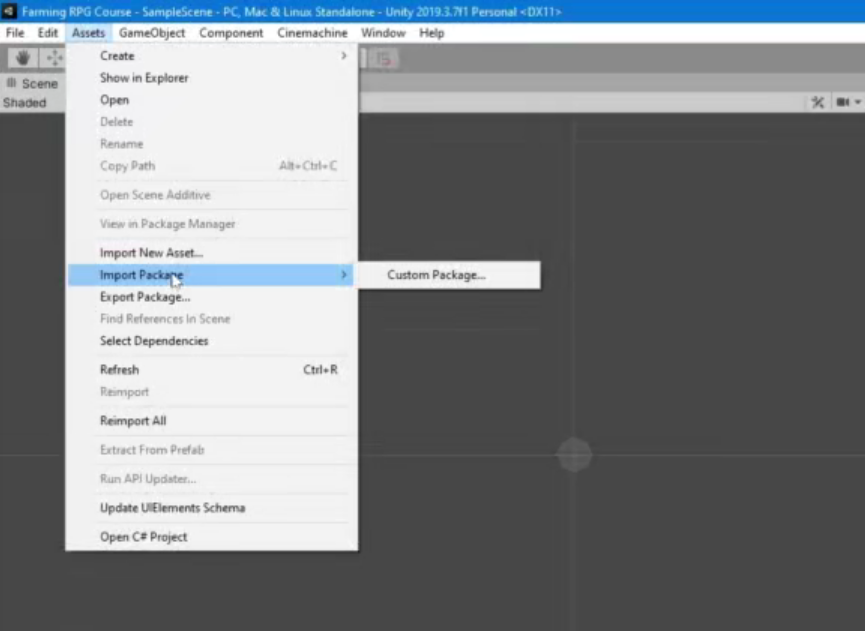 Farming RPG Course - SampleScene - PC, Mac & Linux Standalone - Unity 2019.3.7f1 Personal <DX11>
File Edit Assets GameObject Component Cinemachine Window Help
Create
Scene
Show in Explorer
Shaded
Open
Delete
Rename
Copy Path Alt+Ctrl+C
Open Scene Additive
View in Package Manager
Import New Asset...
Import Package Custom Package...
Export Package...
Find References In Scene
Select Dependencies
Refresh Ctrl+R
Reimport
Reimport All
Extract From Prefab
Run API Updater...
Update UIElements Schema
Open C# Project